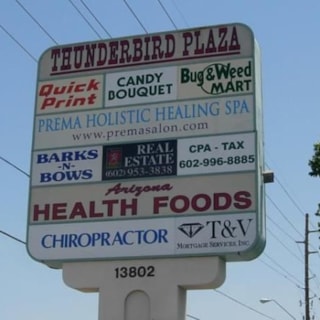 THUNDERBIRD PLAZA
Quick
Print
CANDY
BOUQUET
Bug & Weed
MART
PREMA HOLISTIC HEALING SPA
www.premasalon.com
BARKS
-N-
BOWS
REAL
ESTATE
(602) 953-3838
CPA - TAX
602-996-8885
Arizona
HEALTH FOODS
CHIROPRACTOR
T&V
MORTGAGE SERVICES, INC.
13802